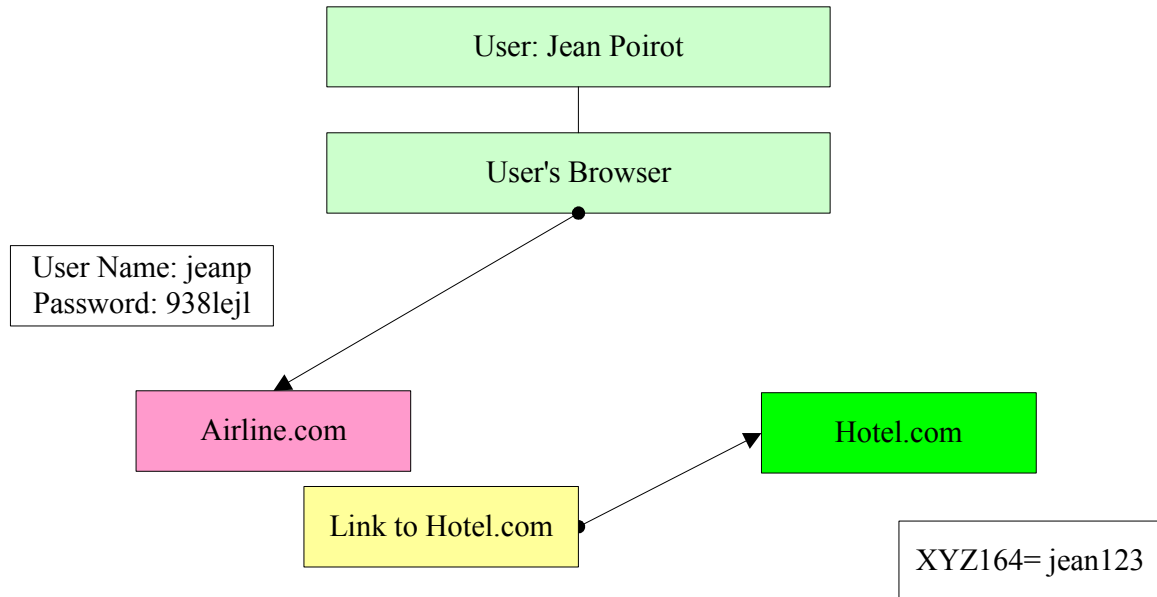 User: Jean Poirot
User's Browser
User Name: jeanp
Password: 938lejl
Airline.com
Hotel.com
Link to Hotel.com
XYZ164= jean123